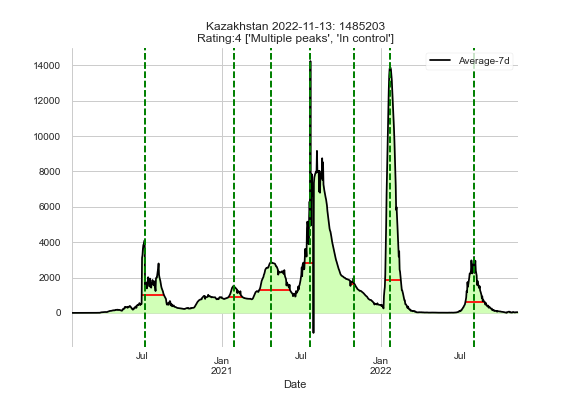 Kazakhstan 2022-11-13: 1485203
Rating:4 ['Multiple peaks', 'In control']
Average-7d
14000
12000
10000
8000
6000
4000
2000
0
Jul
Jan
2021
Jul
Jan
2022
Jul
Date